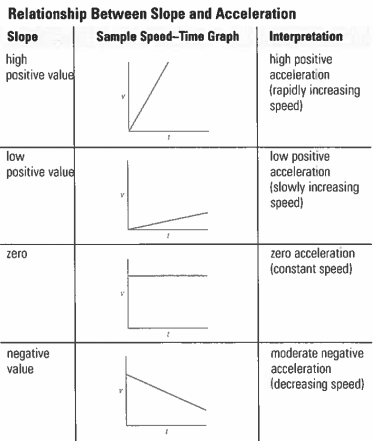 Relationship Between Slope and Acceleration
Slope Sample Speed–Time Graph Interpretation
high
positive value
v
t
high positive
acceleration
(rapidly increasing
speed)
low
positive value
v
t
low positive
acceleration
(slowly increasing
speed)
zero
v
t
zero acceleration
(constant speed)
negative
value
v
t
moderate negative
acceleration
(decreasing speed)